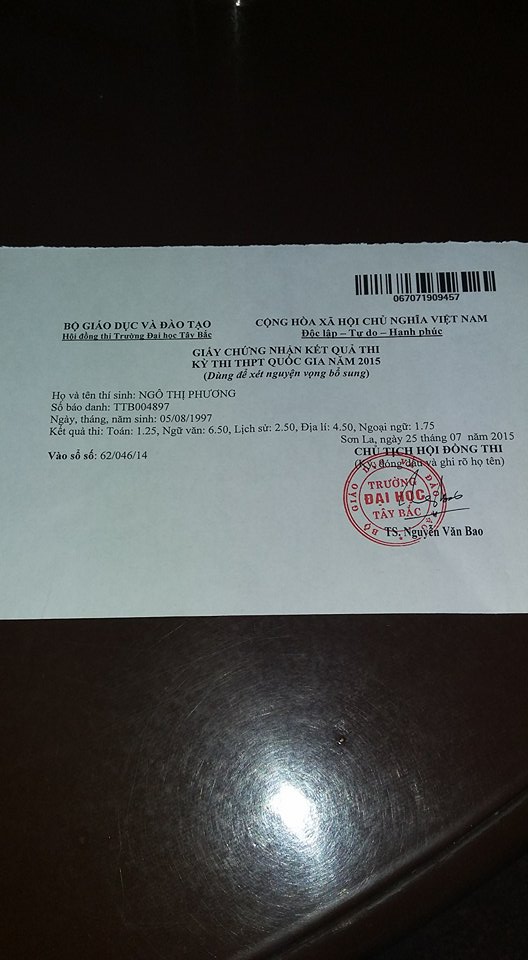 067071909457
BỘ GIÁO DỤC VÀ ĐÀO TẠO
Hội đồng thi Trường Đại học Tây Bắc
CỘNG HÒA XÃ HỘI CHỦ NGHĨA VIỆT NAM
Độc lập – Tự do – Hạnh phúc
GIẤY CHỨNG NHẬN KẾT QUẢ THI
KỲ THI THPT QUỐC GIA NĂM 2015
(Dùng để xét nguyện vọng bổ sung)
Họ và tên thí sinh: NGÔ THỊ PHƯƠNG
Số báo danh: TTB004897
Ngày, tháng, năm sinh: 05/08/1997
Kết quả thi: Toán: 1.25, Ngữ văn: 6.50, Lịch sử: 2.50, Địa lí: 4.50, Ngoại ngữ: 1.75
Sơn La, ngày 25 tháng 07 năm 2015
Vào sổ số: 62/046/14
CHỦ TỊCH HỘI ĐỒNG THI
(Ký, đóng dấu và ghi rõ họ tên)
TRƯỜNG
ĐẠI HỌC
TÂY BẮC
TS. Nguyễn Văn Bao